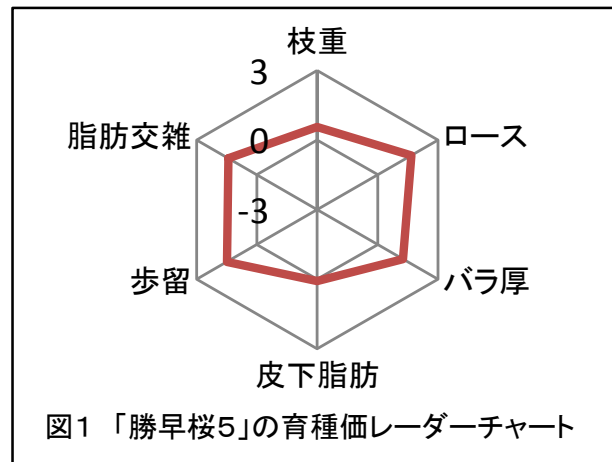 枝重
3
脂肪交雑
ロース
0
-3
歩留
バラ厚
皮下脂肪
図1 「勝早桜5」の育種価レーダーチャート